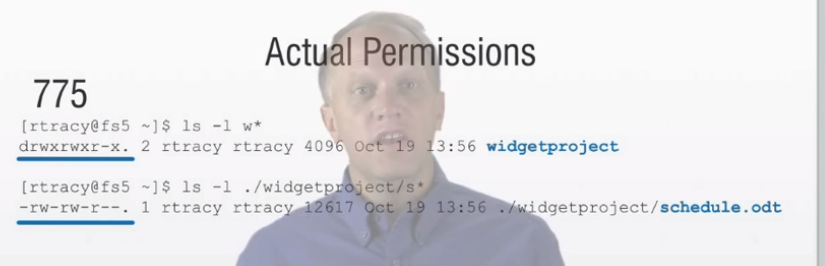 Actual Permissions
775
[rtracy@fs5 ~]$ ls -l w*
drwxrwxr-x. 2 rtracy rtracy 4096 Oct 19 13:56 widgetproject
[rtracy@fs5 ~]$ ls -l ./widgetproject/s*
-rw-rw-r--. 1 rtracy rtracy 12617 Oct 19 13:56 ./widgetproject/schedule.odt